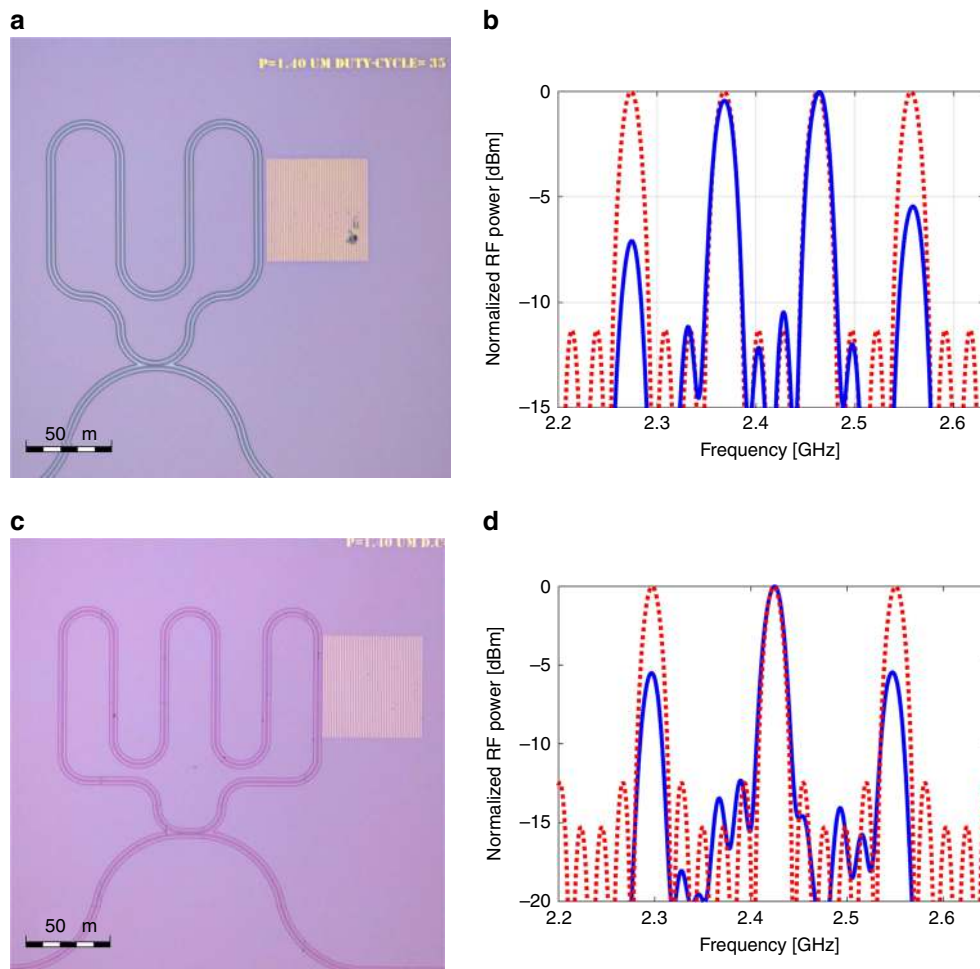 a
P=1.40 UM DUTY-CYCLE= 35
50 m
b
Normalized RF power [dBm]
0
−5
−10
−15
2.2 2.3 2.4 2.5 2.6
Frequency [GHz]
c
P=1.40 UM D.C
50 m
d
Normalized RF power [dBm]
0
−5
−10
−15
−20
2.2 2.3 2.4 2.5 2.6
Frequency [GHz]